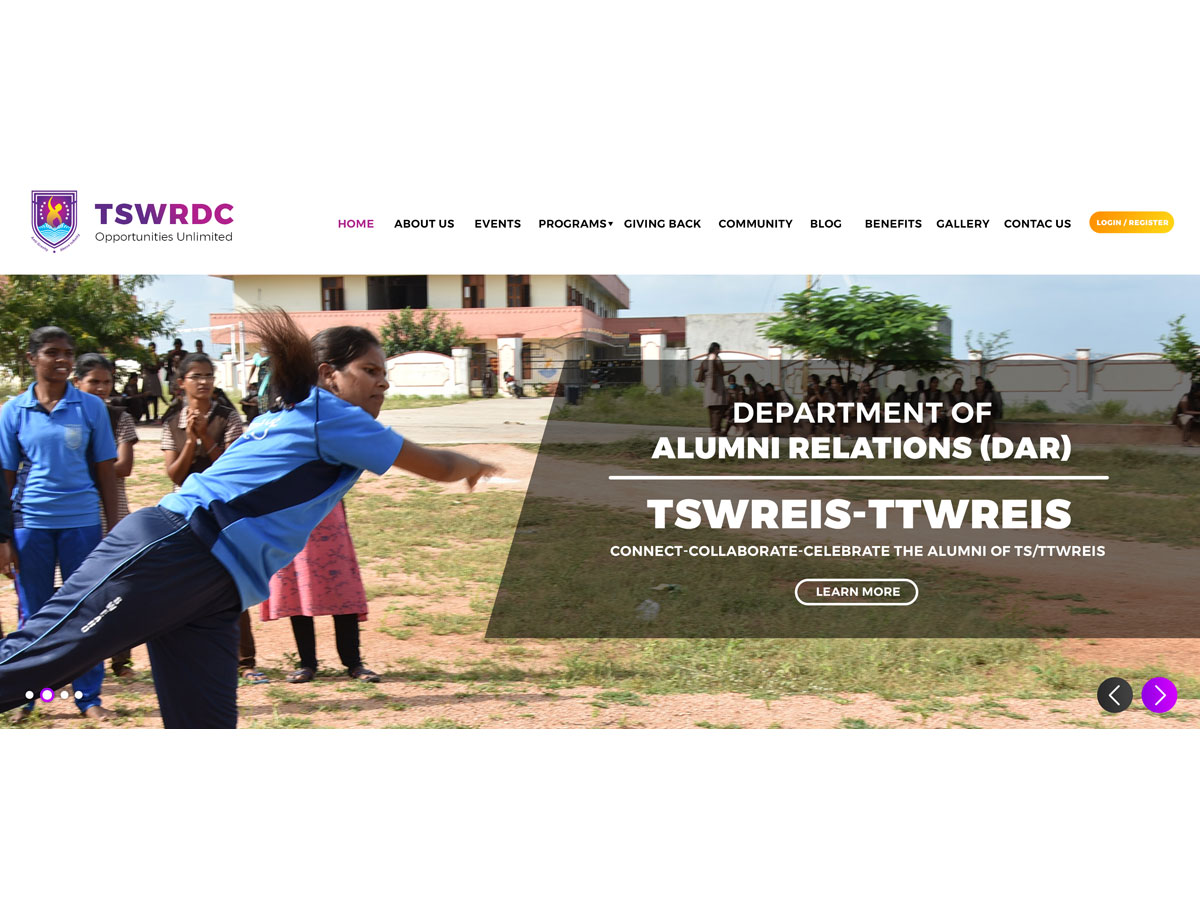 TSWRDC
Opportunities Unlimited
HOME ABOUT US EVENTS PROGRAMS▾ GIVING BACK COMMUNITY BLOG BENEFITS GALLERY CONTAC US LOGIN / REGISTER
DEPARTMENT OF
ALUMNI RELATIONS (DAR)
TSWREIS-TTWREIS
CONNECT-COLLABORATE-CELEBRATE THE ALUMNI OF TS/TTWREIS
LEARN MORE